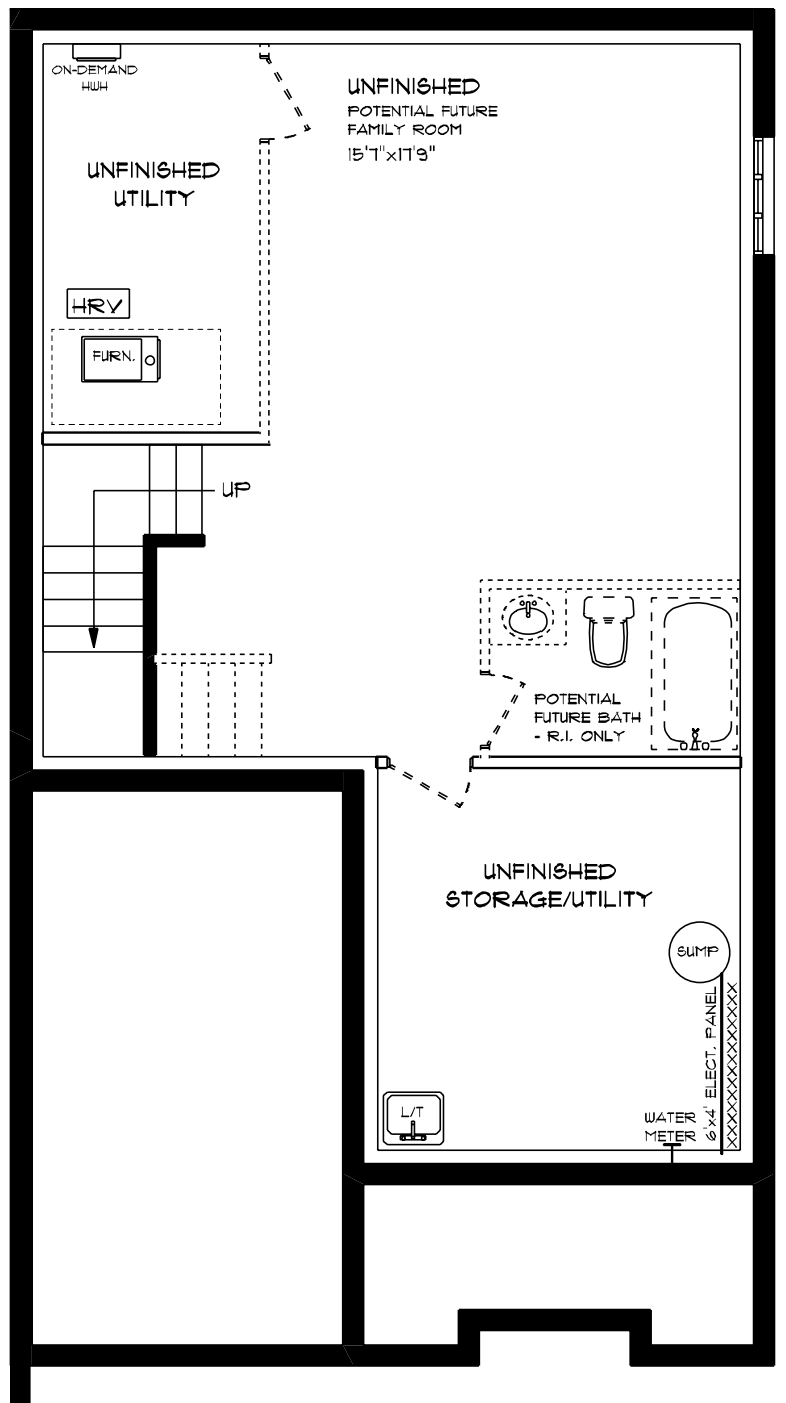 ON-DEMAND
HWH
UNFINISHED
POTENTIAL FUTURE
FAMILY ROOM
15'7"x17'9"
UNFINISHED
UTILITY
HRV
FURN.
UP
POTENTIAL
FUTURE BATH
- R.I. ONLY
UNFINISHED
STORAGE/UTILITY
SUMP
6'x4' ELECT. PANEL
L/T
WATER
METER